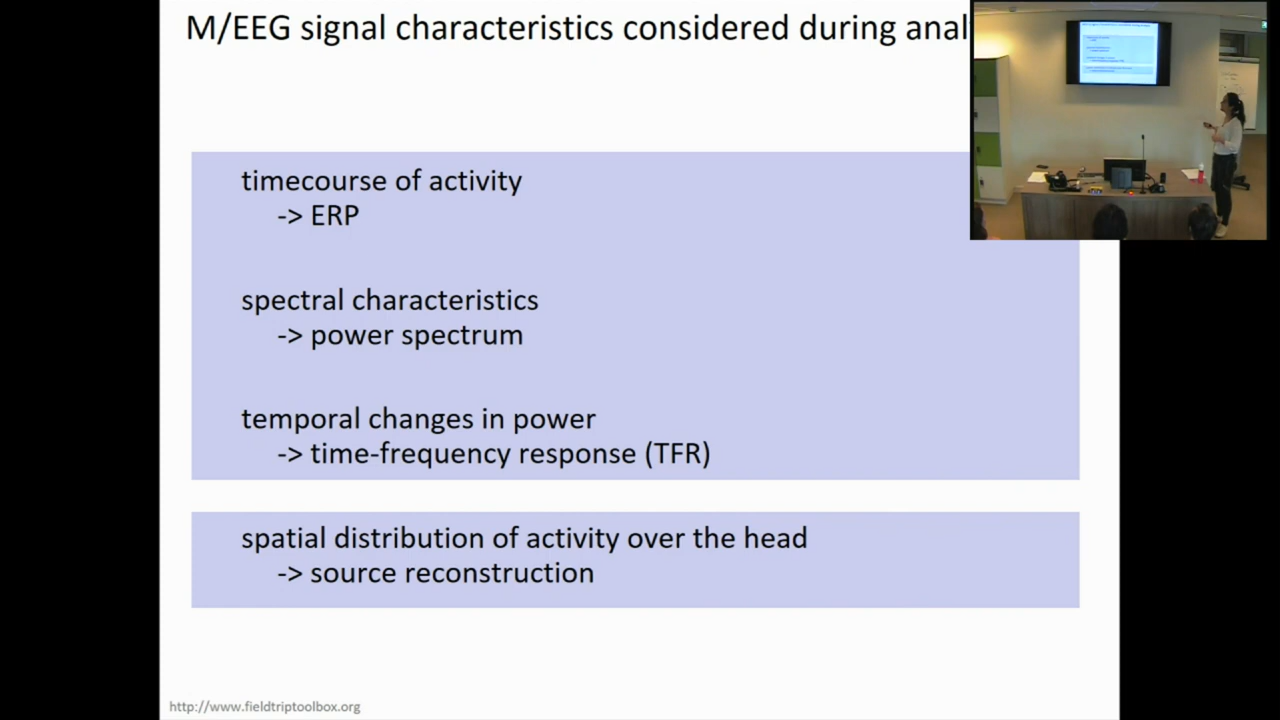 M/EEG signal characteristics considered during anal
timecourse of activity
-> ERP
spectral characteristics
-> power spectrum
temporal changes in power
-> time-frequency response (TFR)
spatial distribution of activity over the head
-> source reconstruction
http://www.fieldtriptoolbox.org